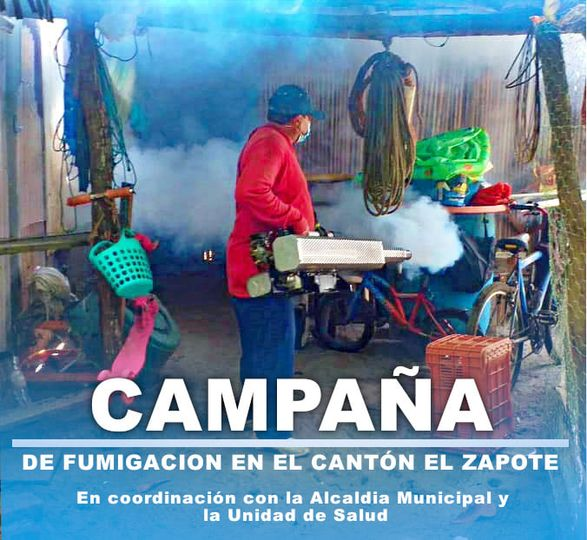 CAMPAÑA
DE FUMIGACION EN EL CANTÓN EL ZAPOTE
En coordinación con la Alcaldia Municipal y
la Unidad de Salud